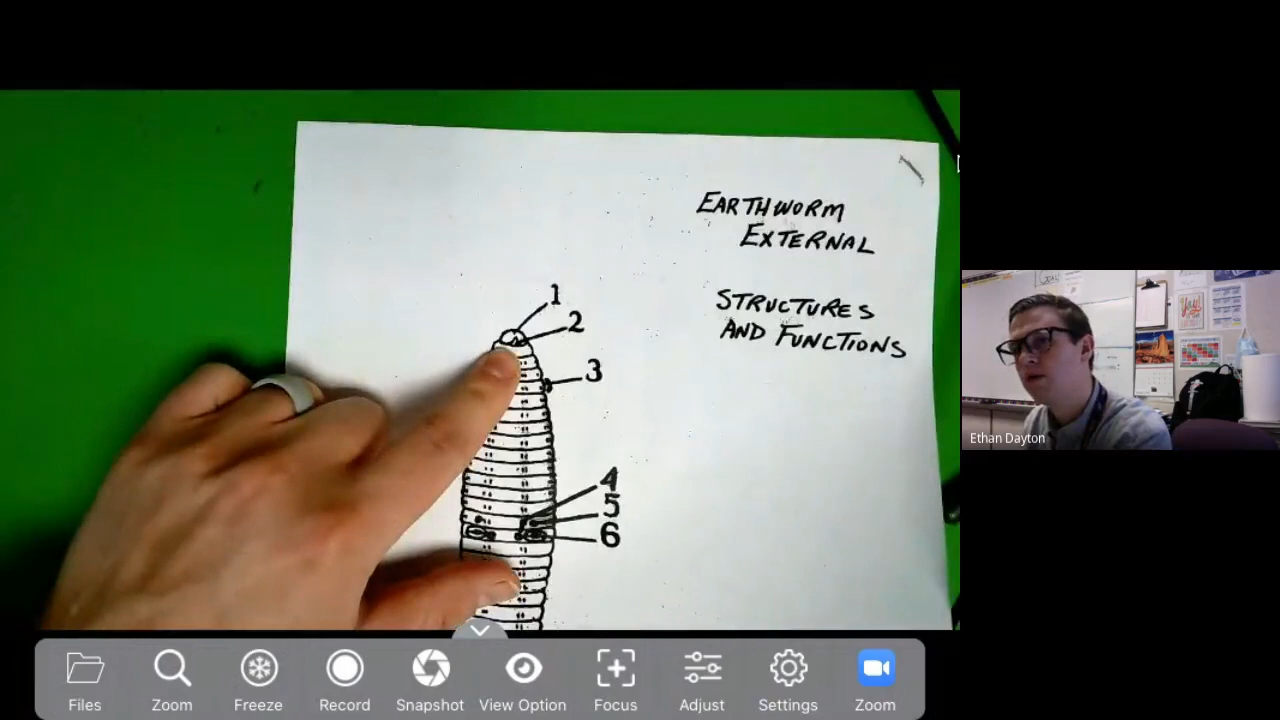 EARTHWORM
EXTERNAL
STRUCTURES
AND FUNCTIONS
1
2
3
4
5
6
Ethan Dayton
Files
Zoom
Freeze
Record
Snapshot
View Option
Focus
Adjust
Settings
Zoom